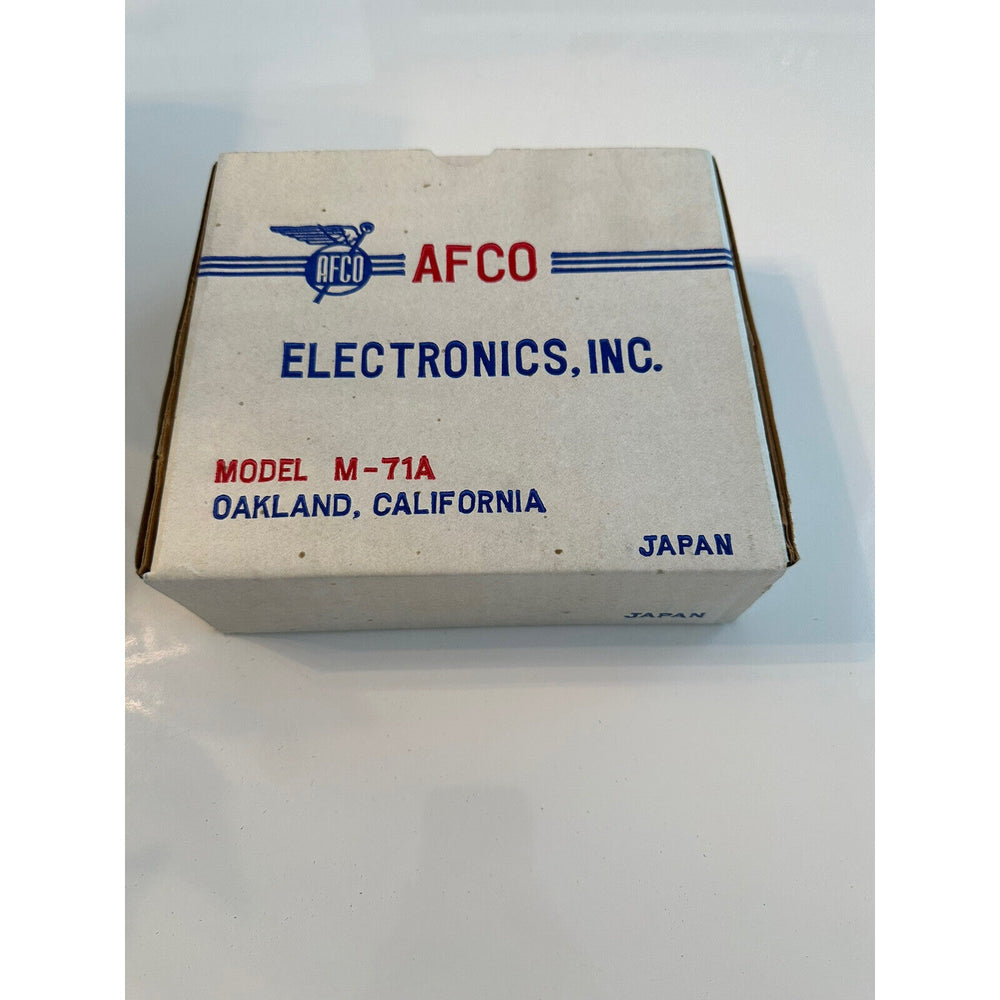 AFCO AFCO
ELECTRONICS, INC.
MODEL M-71A
OAKLAND, CALIFORNIA
JAPAN
JAPAN